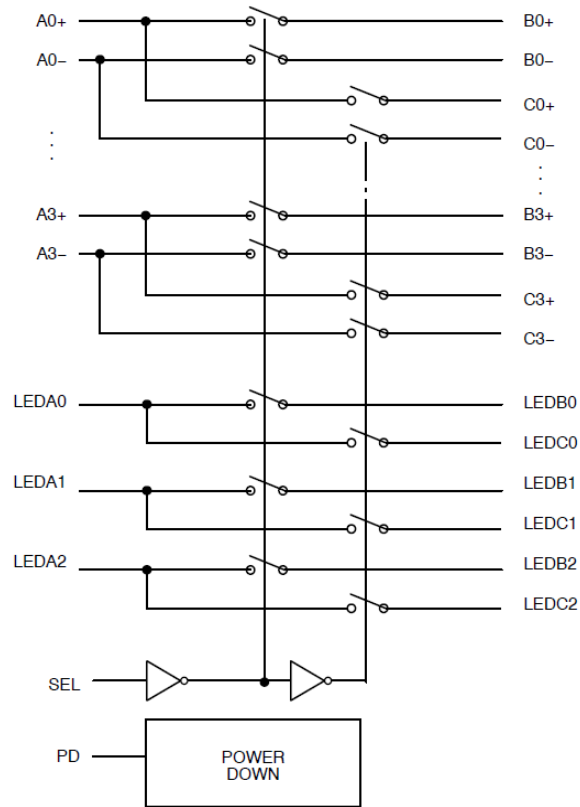 A0+ B0+
A0− B0−
C0+
C0−
A3+ B3+
A3− B3−
C3+
C3−
LEDA0 LEDB0
LEDC0
LEDA1 LEDB1
LEDC1
LEDA2 LEDB2
LEDC2
SEL
PD
POWER
DOWN